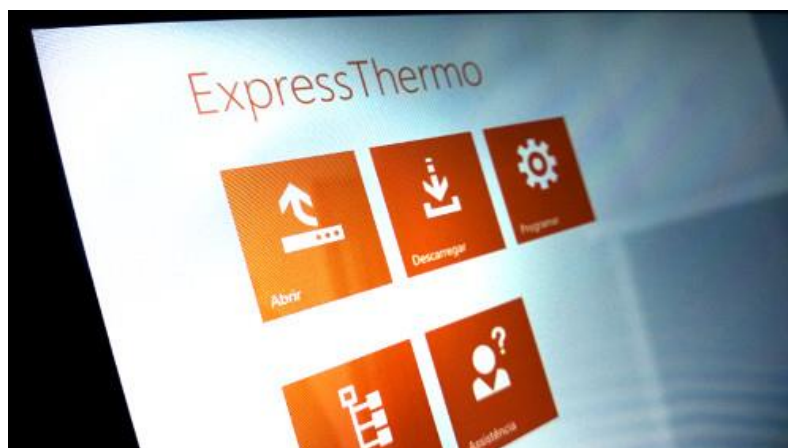 ExpressThermo
Abrir
Descarregar
Programar
Assistência